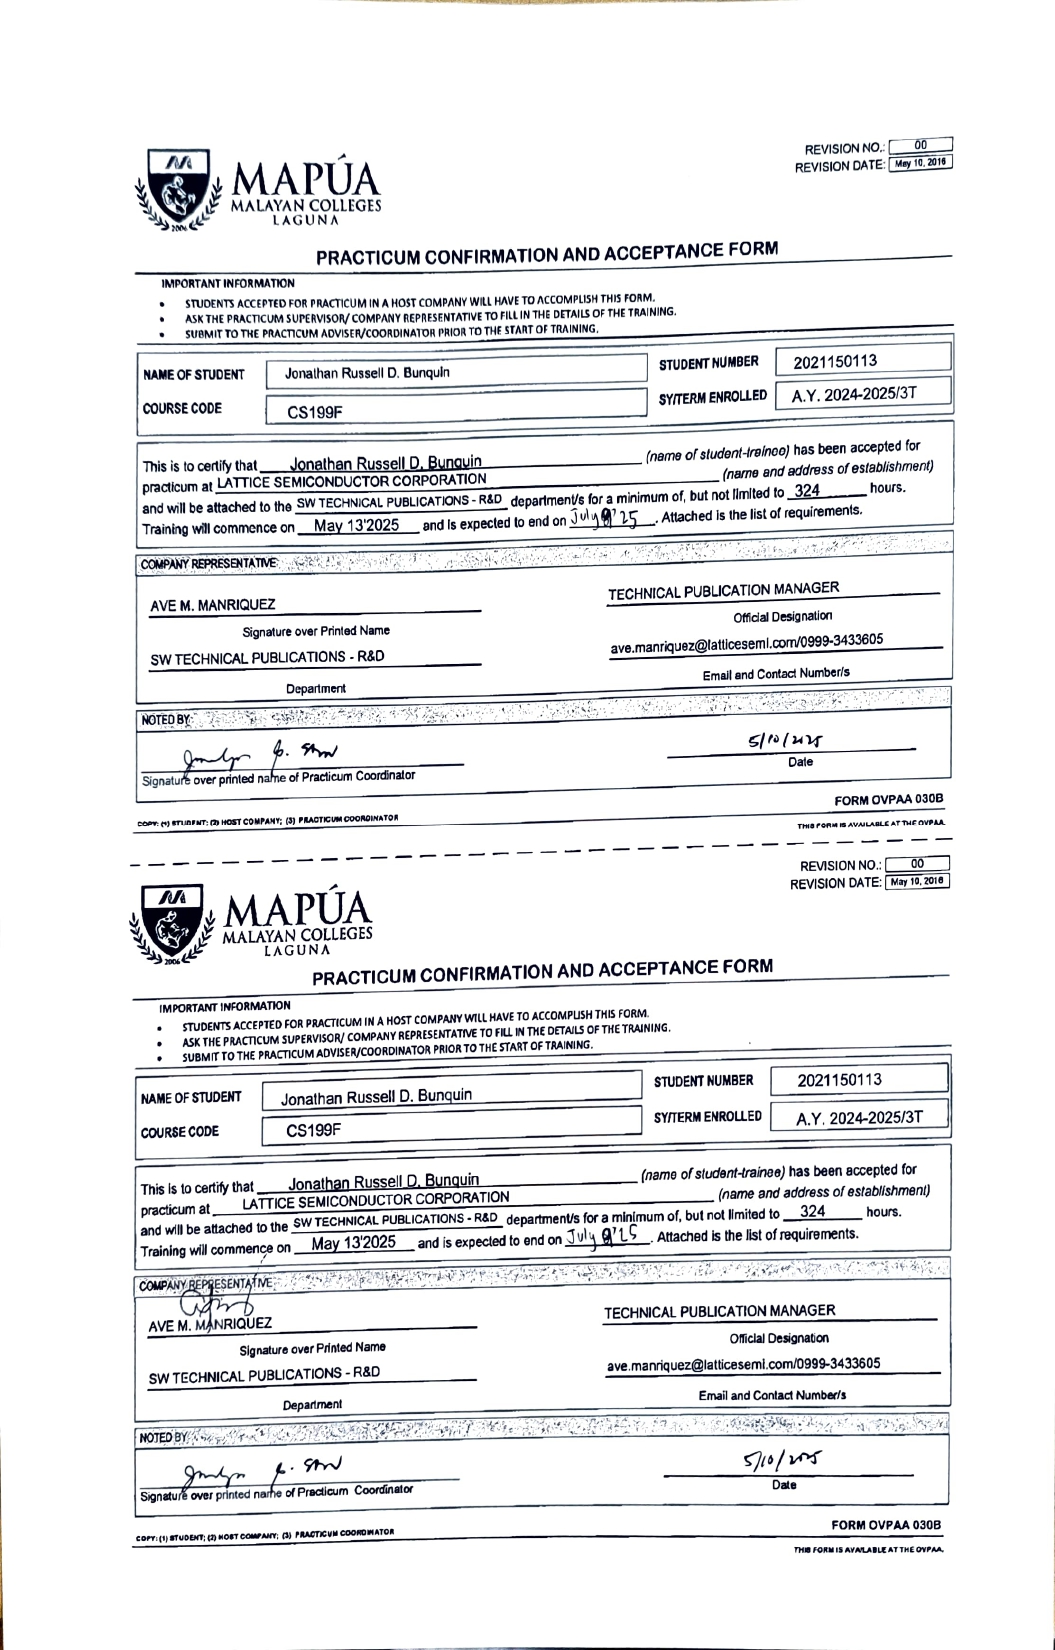 REVISION NO.: 00
REVISION DATE: May 10, 2016
MAPÚA
MALAYAN COLLEGES
LAGUNA
2006
PRACTICUM CONFIRMATION AND ACCEPTANCE FORM
IMPORTANT INFORMATION
• STUDENTS ACCEPTED FOR PRACTICUM IN A HOST COMPANY WILL HAVE TO ACCOMPLISH THIS FORM.
• ASK THE PRACTICUM SUPERVISOR/ COMPANY REPRESENTATIVE TO FILL IN THE DETAILS OF THE TRAINING.
• SUBMIT TO THE PRACTICUM ADVISER/COORDINATOR PRIOR TO THE START OF TRAINING.
NAME OF STUDENT Jonathan Russell D. Bunquin STUDENT NUMBER 2021150113
COURSE CODE CS199F SY/TERM ENROLLED A.Y. 2024-2025/3T
This is to certify that Jonathan Russell D. Bunquin (name of student-trainee) has been accepted for
practicum at LATTICE SEMICONDUCTOR CORPORATION (name and address of establishment)
and will be attached to the SW TECHNICAL PUBLICATIONS - R&D department/s for a minimum of, but not limited to 324 hours.
Training will commence on May 13'2025 and is expected to end on July '25. Attached is the list of requirements.
COMPANY REPRESENTATIVE:
AVE M. MANRIQUEZ TECHNICAL PUBLICATION MANAGER
Signature over Printed Name Official Designation
SW TECHNICAL PUBLICATIONS - R&D ave.manriquez@latticesemi.com/0999-3433605
Department Email and Contact Number/s
NOTED BY:
5/10/2025
Signature over printed name of Practicum Coordinator Date
FORM OVPAA 030B
COPY: (1) STUDENT; (2) HOST COMPANY; (3) PRACTICUM COORDINATOR THIS FORM IS AVAILABLE AT THE OVPAA.
REVISION NO.: 00
REVISION DATE: May 10, 2016
MAPÚA
MALAYAN COLLEGES
LAGUNA
2006
PRACTICUM CONFIRMATION AND ACCEPTANCE FORM
IMPORTANT INFORMATION
• STUDENTS ACCEPTED FOR PRACTICUM IN A HOST COMPANY WILL HAVE TO ACCOMPLISH THIS FORM.
• ASK THE PRACTICUM SUPERVISOR/ COMPANY REPRESENTATIVE TO FILL IN THE DETAILS OF THE TRAINING.
• SUBMIT TO THE PRACTICUM ADVISER/COORDINATOR PRIOR TO THE START OF TRAINING.
NAME OF STUDENT Jonathan Russell D. Bunquin STUDENT NUMBER 2021150113
COURSE CODE CS199F SY/TERM ENROLLED A.Y. 2024-2025/3T
This is to certify that Jonathan Russell D. Bunquin (name of student-trainee) has been accepted for
practicum at LATTICE SEMICONDUCTOR CORPORATION (name and address of establishment)
and will be attached to the SW TECHNICAL PUBLICATIONS - R&D department/s for a minimum of, but not limited to 324 hours.
Training will commence on May 13'2025 and is expected to end on July '25. Attached is the list of requirements.
COMPANY REPRESENTATIVE:
AVE M. MANRIQUEZ TECHNICAL PUBLICATION MANAGER
Signature over Printed Name Official Designation
SW TECHNICAL PUBLICATIONS - R&D ave.manriquez@latticesemi.com/0999-3433605
Department Email and Contact Number/s
NOTED BY:
5/10/2025
Signature over printed name of Practicum Coordinator Date
FORM OVPAA 030B
COPY: (1) STUDENT; (2) HOST COMPANY; (3) PRACTICUM COORDINATOR THIS FORM IS AVAILABLE AT THE OVPAA.